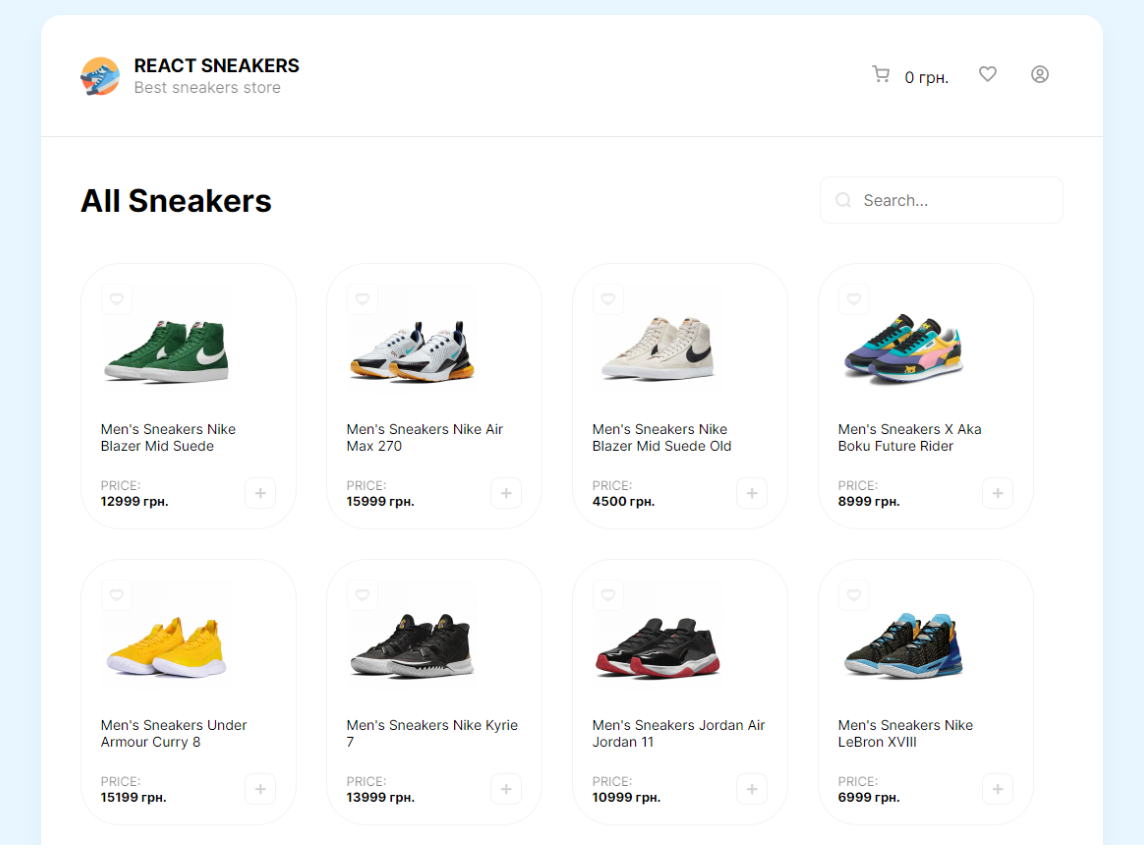 REACT SNEAKERS
Best sneakers store
0 грн.
All Sneakers
Search...
Men's Sneakers Nike
Blazer Mid Suede
PRICE:
12999 грн.
Men's Sneakers Nike Air
Max 270
PRICE:
15999 грн.
Men's Sneakers Nike
Blazer Mid Suede Old
PRICE:
4500 грн.
Men's Sneakers X Aka
Boku Future Rider
PRICE:
8999 грн.
Men's Sneakers Under
Armour Curry 8
PRICE:
15199 грн.
Men's Sneakers Nike Kyrie
7
PRICE:
13999 грн.
Men's Sneakers Jordan Air
Jordan 11
PRICE:
10999 грн.
Men's Sneakers Nike
LeBron XVIII
PRICE:
6999 грн.